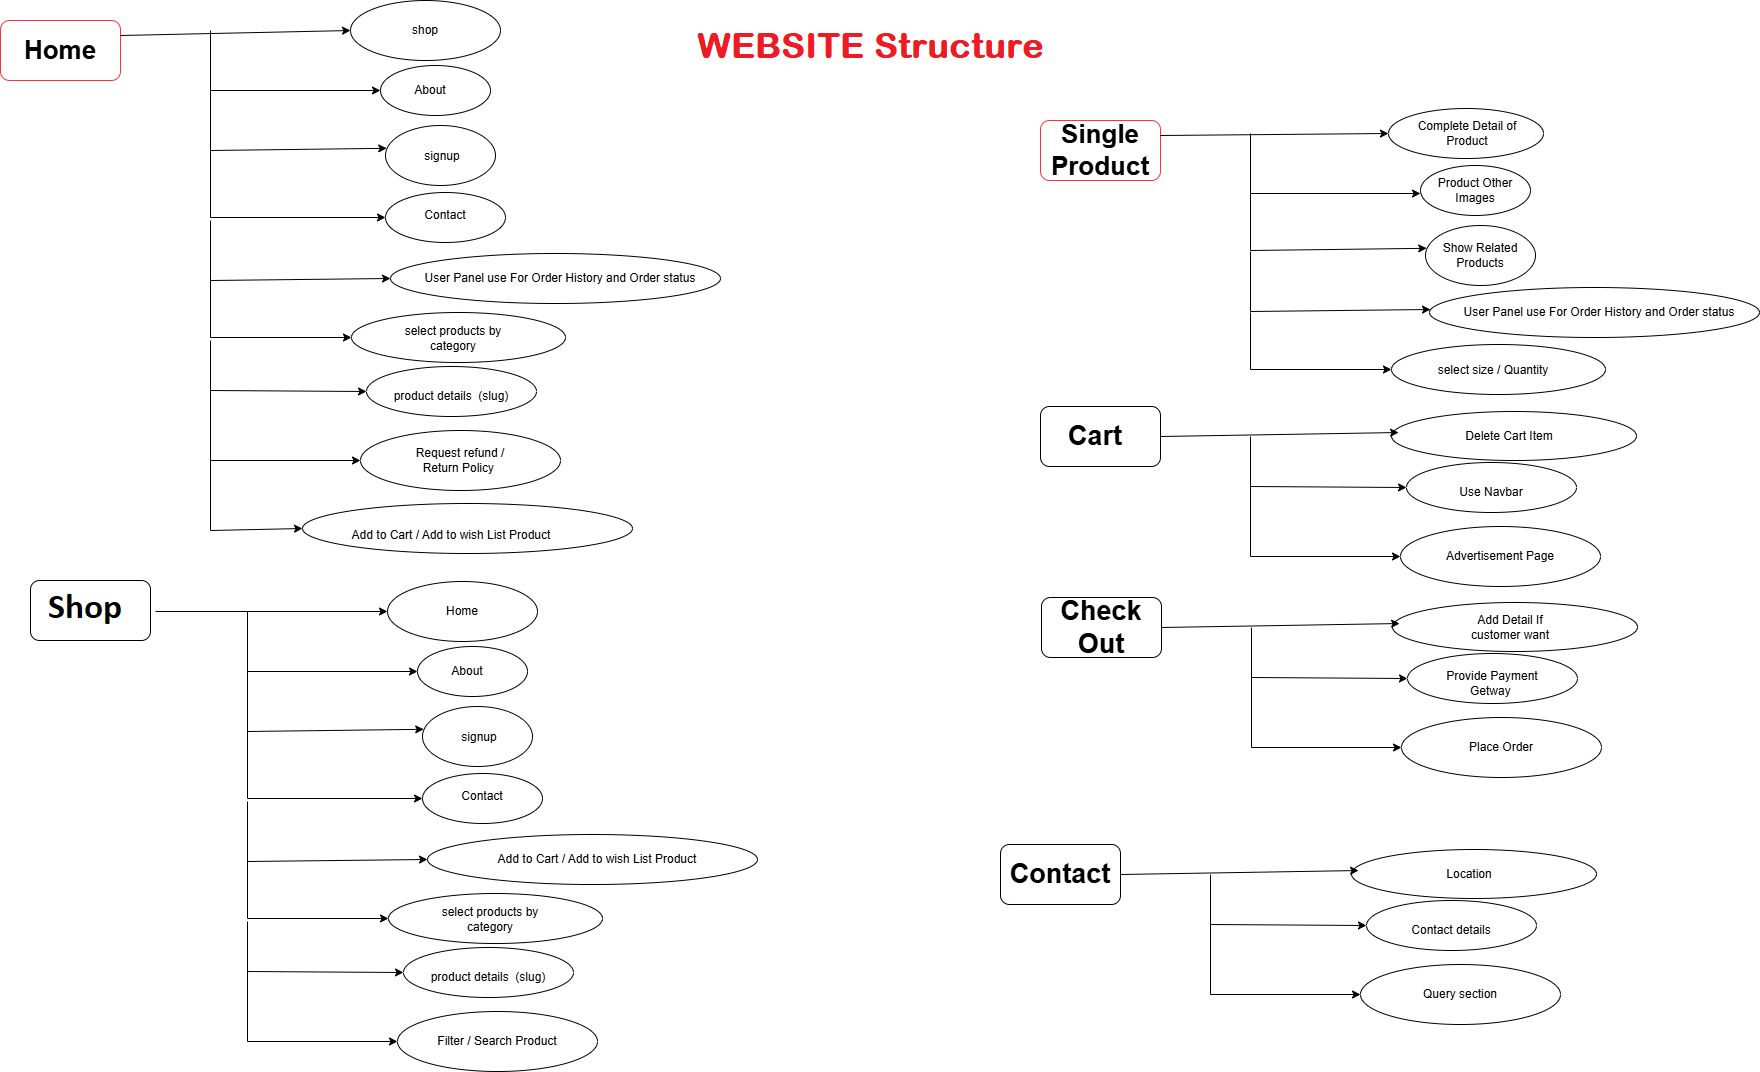 WEBSITE Structure
Home
shop
About
signup
Contact
User Panel use For Order History and Order status
select products by
category
product details  (slug)
Request refund /
Return Policy
Add to Cart / Add to wish List Product
Shop
Home
About
signup
Contact
Add to Cart / Add to wish List Product
select products by
category
product details  (slug)
Filter / Search Product
Single
Product
Complete Detail of
Product
Product Other
Images
Show Related
Products
User Panel use For Order History and Order status
select size / Quantity
Cart
Delete Cart Item
Use Navbar
Advertisement Page
Check
Out
Add Detail If
customer want
Provide Payment
Getway
Place Order
Contact
Location
Contact details
Query section